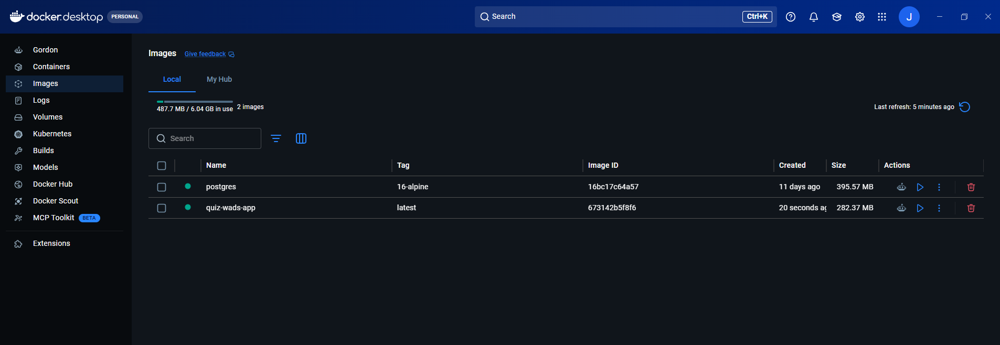 docker.desktop PERSONAL
Search Ctrl+K
J
Gordon
Containers
Images
Logs
Volumes
Kubernetes
Builds
Models
Docker Hub
Docker Scout
MCP Toolkit BETA
Extensions
Images Give feedback
Local My Hub
487.7 MB / 6.04 GB in use 2 images
Last refresh: 5 minutes ago
Search
Name Tag Image ID Created Size Actions
postgres 16-alpine 16bc17c64a57 11 days ago 395.57 MB
quiz-wads-app latest 673142b5f8f6 20 seconds ag 282.37 MB